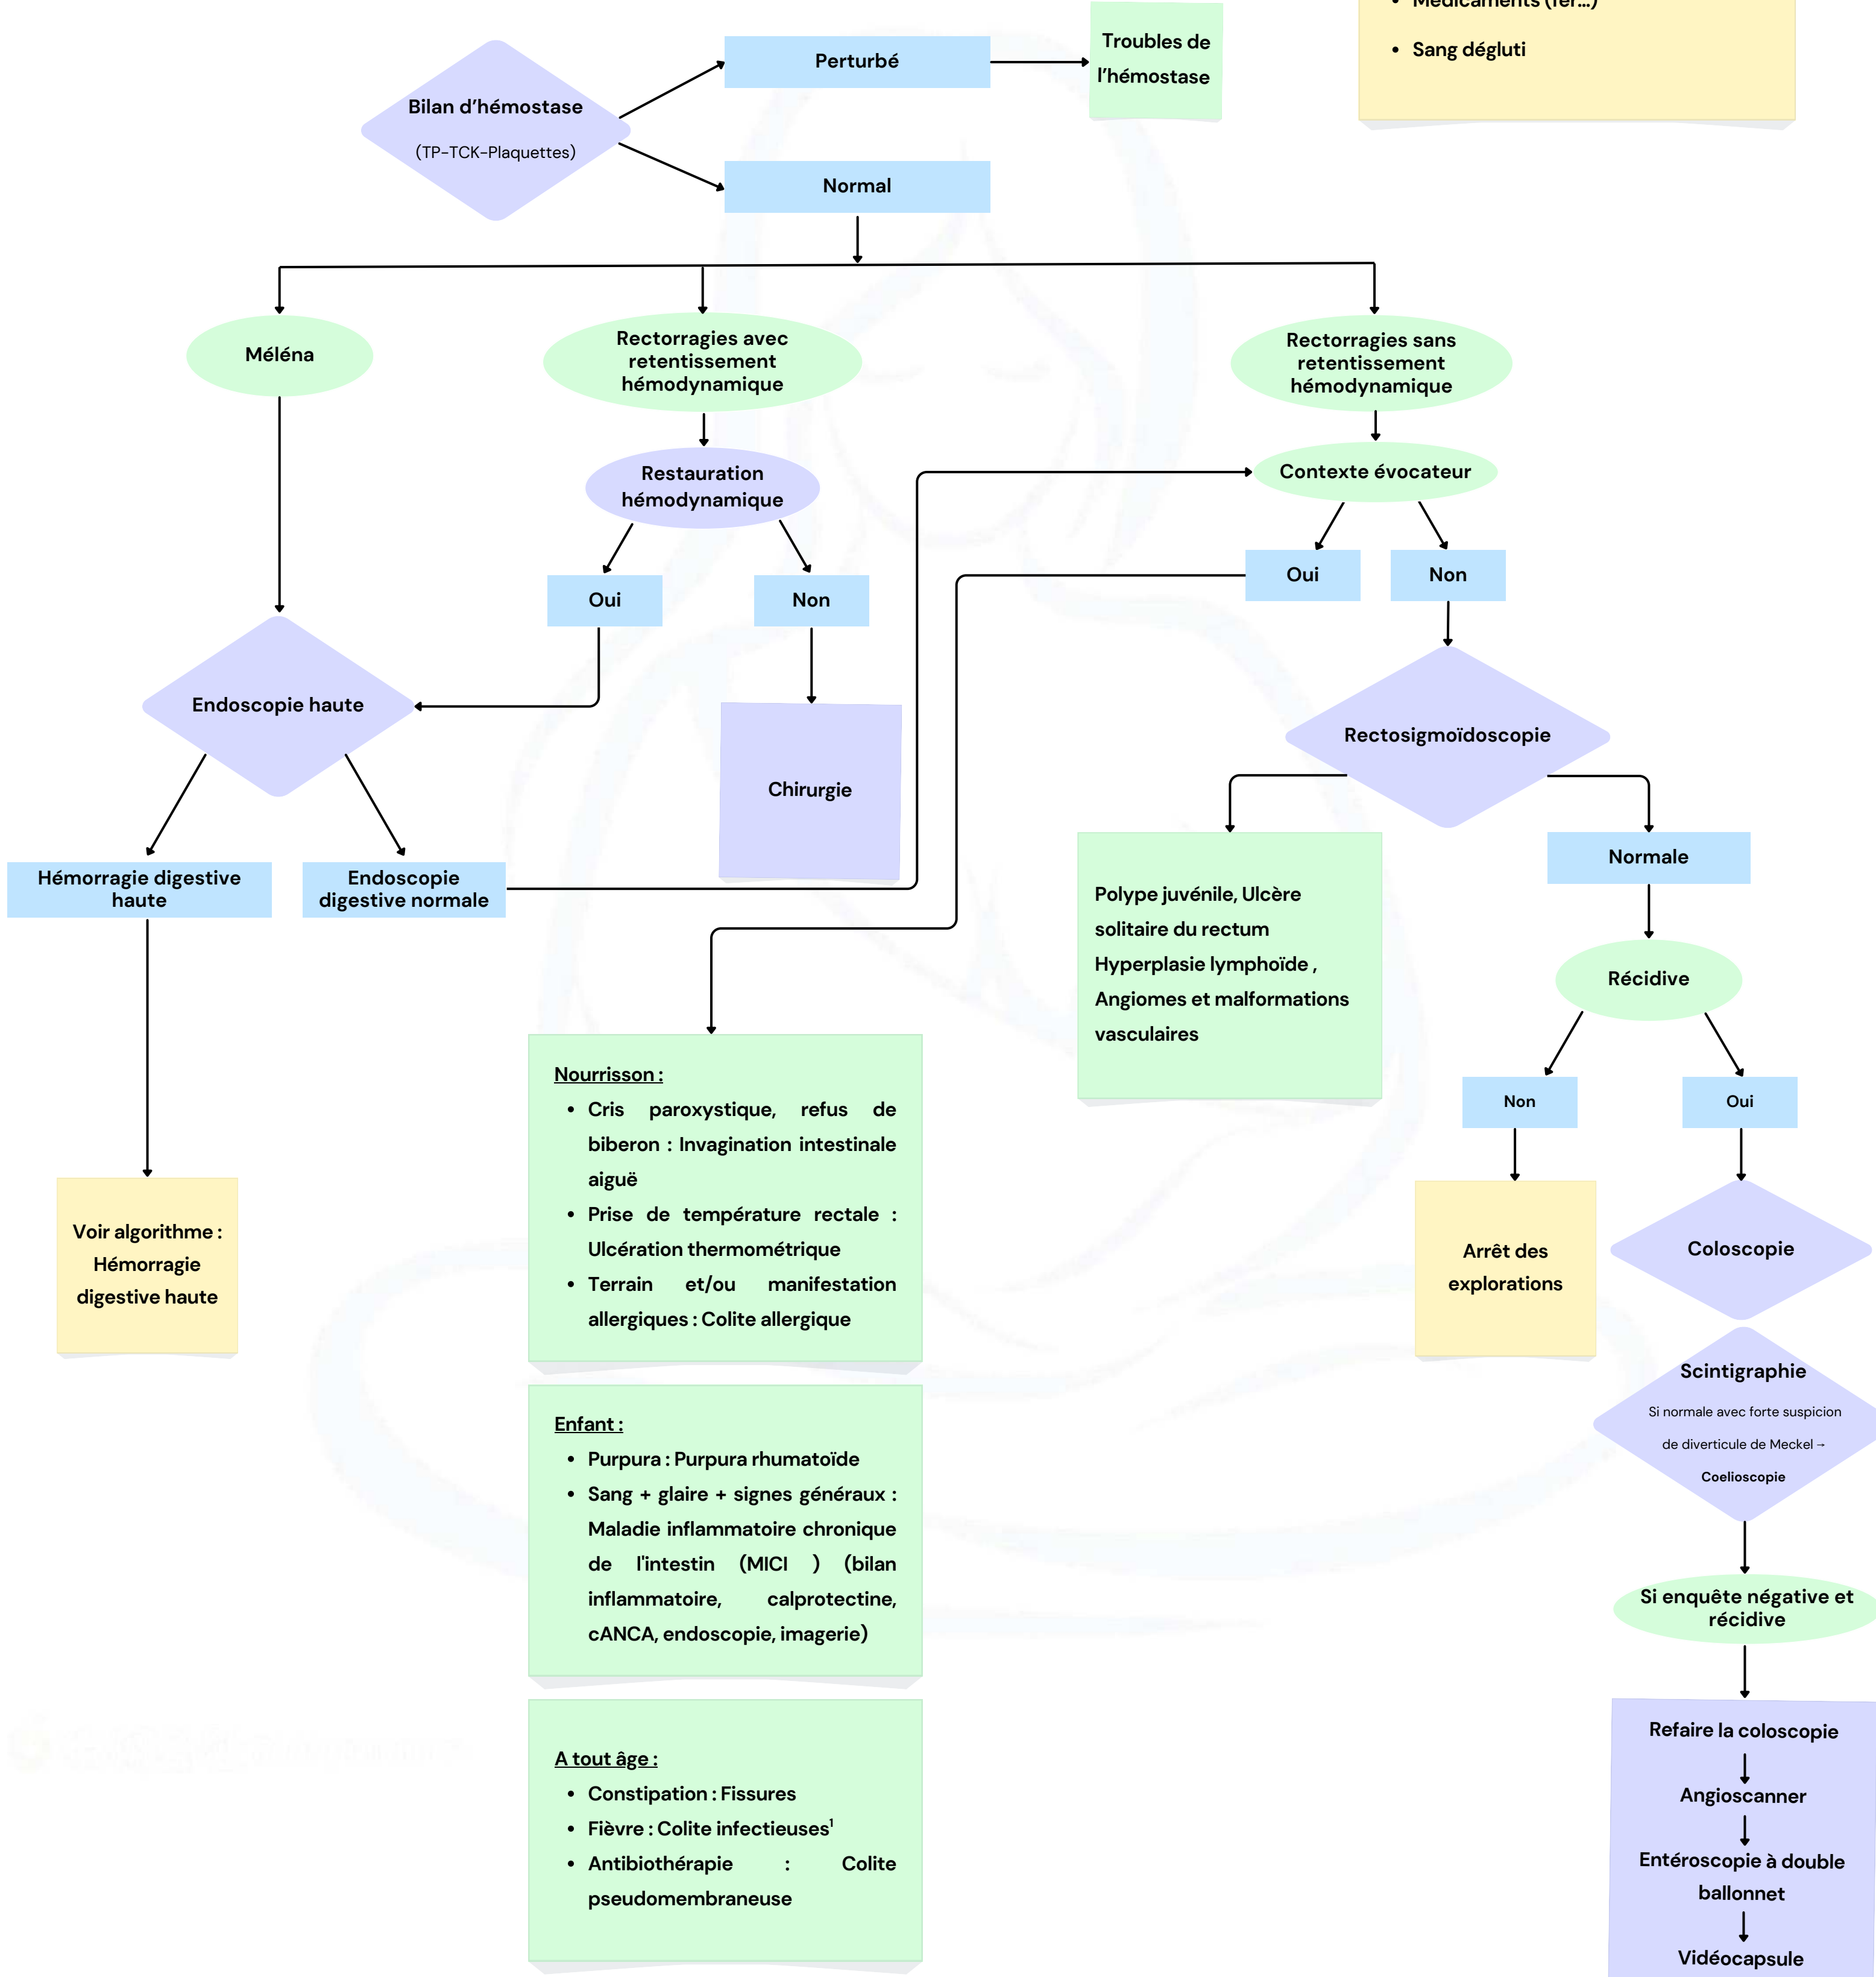 Médicaments (fer...)
Sang dégluti
Troubles de
l'hémostase
Perturbé
Bilan d'hémostase
(TP-TCK-Plaquettes)
Normal
Méléna
Rectorragies avec
retentissement
hémodynamique
Rectorragies sans
retentissement
hémodynamique
Restauration
hémodynamique
Contexte évocateur
Oui
Non
Oui
Non
Endoscopie haute
Chirurgie
Rectosigmoïdoscopie
Hémorragie digestive
haute
Endoscopie
digestive normale
Polype juvénile, Ulcère
solitaire du rectum
Hyperplasie lymphoïde ,
Angiomes et malformations
vasculaires
Normale
Récidive
Non
Oui
Voir algorithme :
Hémorragie
digestive haute
Nourrisson :
• Cris paroxystique, refus de
biberon : Invagination intestinale
aiguë
• Prise de température rectale :
Ulcération thermométrique
• Terrain et/ou manifestation
allergiques : Colite allergique
Arrêt des
explorations
Coloscopie
Scintigraphie
Si normale avec forte suspicion
de diverticule de Meckel →
Coelioscopie
Enfant :
• Purpura : Purpura rhumatoïde
• Sang + glaire + signes généraux :
Maladie inflammatoire chronique
de l'intestin (MICI ) (bilan
inflammatoire, calprotectine,
cANCA, endoscopie, imagerie)
Si enquête négative et
récidive
A tout âge :
• Constipation : Fissures
• Fièvre : Colite infectieuses¹
• Antibiothérapie : Colite
pseudomembraneuse
Refaire la coloscopie
Angioscanner
Entéroscopie à double
ballonnet
Vidéocapsule